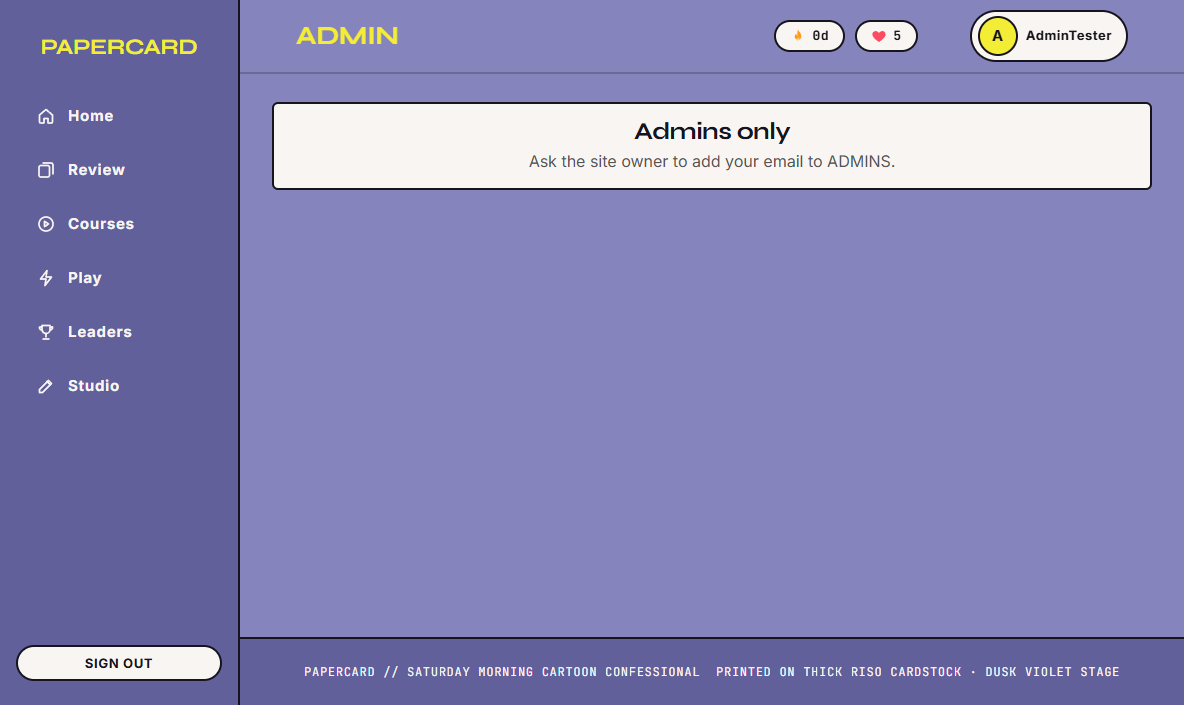 PAPERCARD
Home
Review
Courses
Play
Leaders
Studio
SIGN OUT
ADMIN
0d
5
A
AdminTester
Admins only
Ask the site owner to add your email to ADMINS.
PAPERCARD // SATURDAY MORNING CARTOON CONFESSIONAL PRINTED ON THICK RISO CARDSTOCK · DUSK VIOLET STAGE